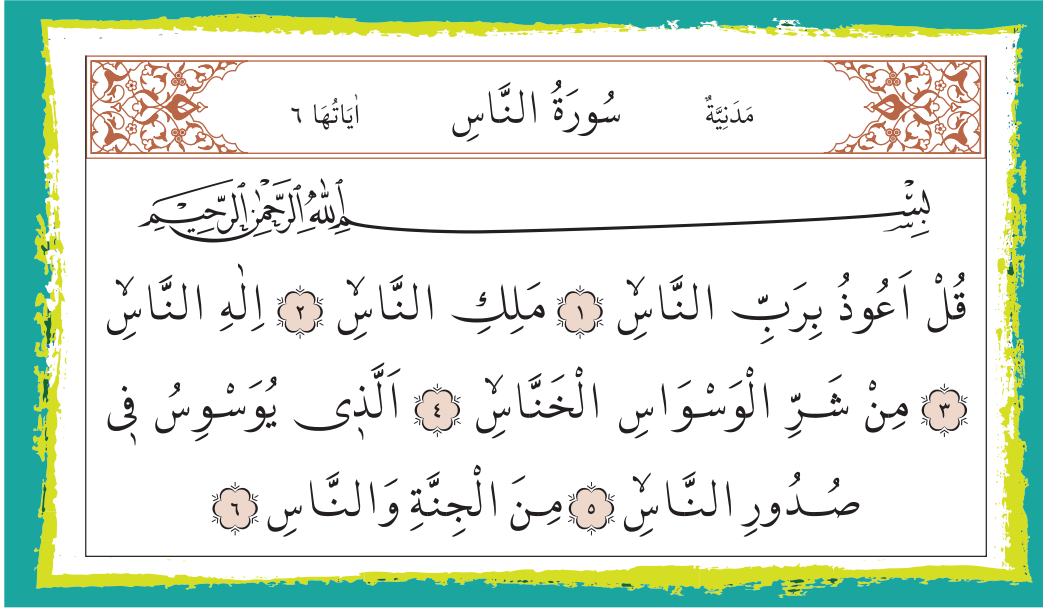 مَدَنِيَّةٌ سُورَةُ النَّاسِ اٰيَاتُهَا ٦
بِسْمِ اللّٰهِ الرَّحْمٰنِ الرَّحٖيمِ
قُلْ اَعُوذُ بِرَبِّ النَّاسِۙ ١ مَلِكِ النَّاسِۙ ٢ اِلٰهِ النَّاسِۙ
٣ مِنْ شَرِّ الْوَسْوَاسِ الْخَنَّاسِۙ ٤ اَلَّذٖى يُوَسْوِسُ فٖى
صُدُورِ النَّاسِۙ ٥ مِنَ الْجِنَّةِ وَالنَّاسِ ٦